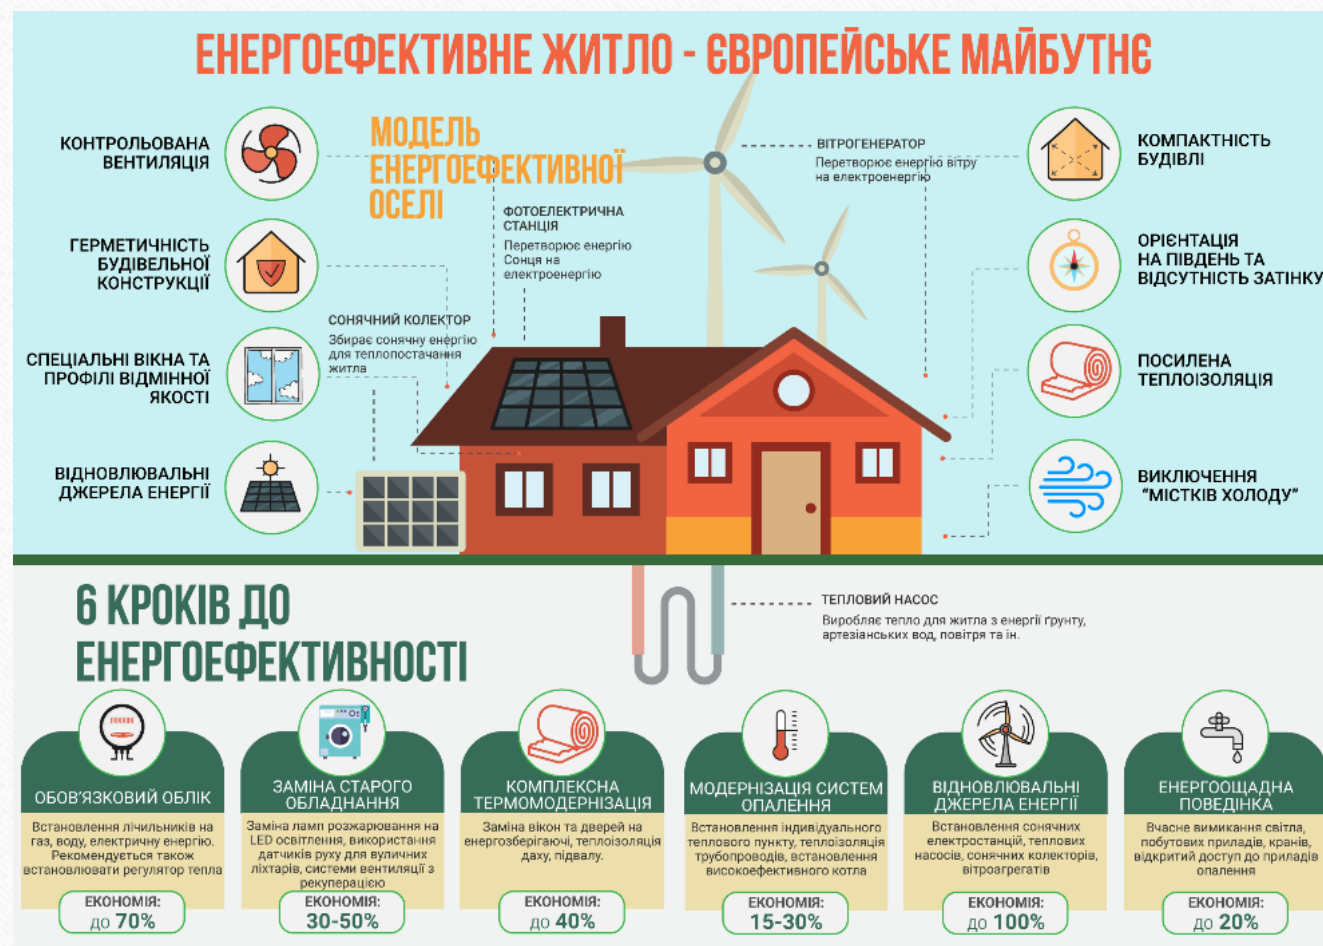 ЕНЕРГОЕФЕКТИВНЕ ЖИТЛО - ЄВРОПЕЙСЬКЕ МАЙБУТНЄ
МОДЕЛЬ
ЕНЕРГОЕФЕКТИВНОЇ
ОСЕЛІ
КОНТРОЛЬОВАНА
ВЕНТИЛЯЦІЯ
ГЕРМЕТИЧНІСТЬ
БУДІВЕЛЬНОЇ
КОНСТРУКЦІЇ
СПЕЦІАЛЬНІ ВІКНА ТА
ПРОФІЛІ ВІДМІННОЇ
ЯКОСТІ
ВІДНОВЛЮВАЛЬНІ
ДЖЕРЕЛА ЕНЕРГІЇ
ФОТОЕЛЕКТРИЧНА
СТАНЦІЯ
Перетворює енергію
Сонця на
електроенергію
СОНЯЧНИЙ КОЛЕКТОР
Збирає сонячну енергію
для теплопостачання
житла
ВІТРОГЕНЕРАТОР
Перетворює енергію вітру
на електроенергію
КОМПАКТНІСТЬ
БУДІВЛІ
ОРІЄНТАЦІЯ
НА ПІВДЕНЬ ТА
ВІДСУТНІСТЬ ЗАТІНКУ
ПОСИЛЕНА
ТЕПЛОІЗОЛЯЦІЯ
ВИКЛЮЧЕННЯ
“МІСТКІВ ХОЛОДУ”
ТЕПЛОВИЙ НАСОС
Виробляє тепло для житла з енергії ґрунту,
артезіанських вод, повітря та ін.
6 КРОКІВ ДО
ЕНЕРГОЕФЕКТИВНОСТІ
ОБОВ’ЯЗКОВИЙ ОБЛІК
Встановлення лічильників на
газ, воду, електричну енергію.
Рекомендується також
встановлювати регулятор тепла
ЕКОНОМІЯ:
до 70%
ЗАМІНА СТАРОГО
ОБЛАДНАННЯ
Заміна ламп розжарювання на
LED освітлення, використання
датчиків руху для вуличних
ліхтарів, системи вентиляції з
рекуперацією
ЕКОНОМІЯ:
30-50%
КОМПЛЕКСНА
ТЕРМОМОДЕРНІЗАЦІЯ
Заміна вікон та дверей на
енергозберігаючі, теплоізоляція
даху, підвалу.
ЕКОНОМІЯ:
до 40%
МОДЕРНІЗАЦІЯ СИСТЕМ
ОПАЛЕННЯ
Встановлення індивідуального
теплового пункту, теплоізоляція
трубопроводів, встановлення
високоефективного котла
ЕКОНОМІЯ:
15-30%
ВІДНОВЛЮВАЛЬНІ
ДЖЕРЕЛА ЕНЕРГІЇ
Встановлення сонячних
електростанцій, теплових
насосів, сонячних колекторів,
вітроагрегатів
ЕКОНОМІЯ:
до 100%
ЕНЕРГООЩАДНА
ПОВЕДІНКА
Вчасне вимикання світла,
побутових приладів, кранів,
відкритий доступ до приладів
опалення
ЕКОНОМІЯ:
до 20%